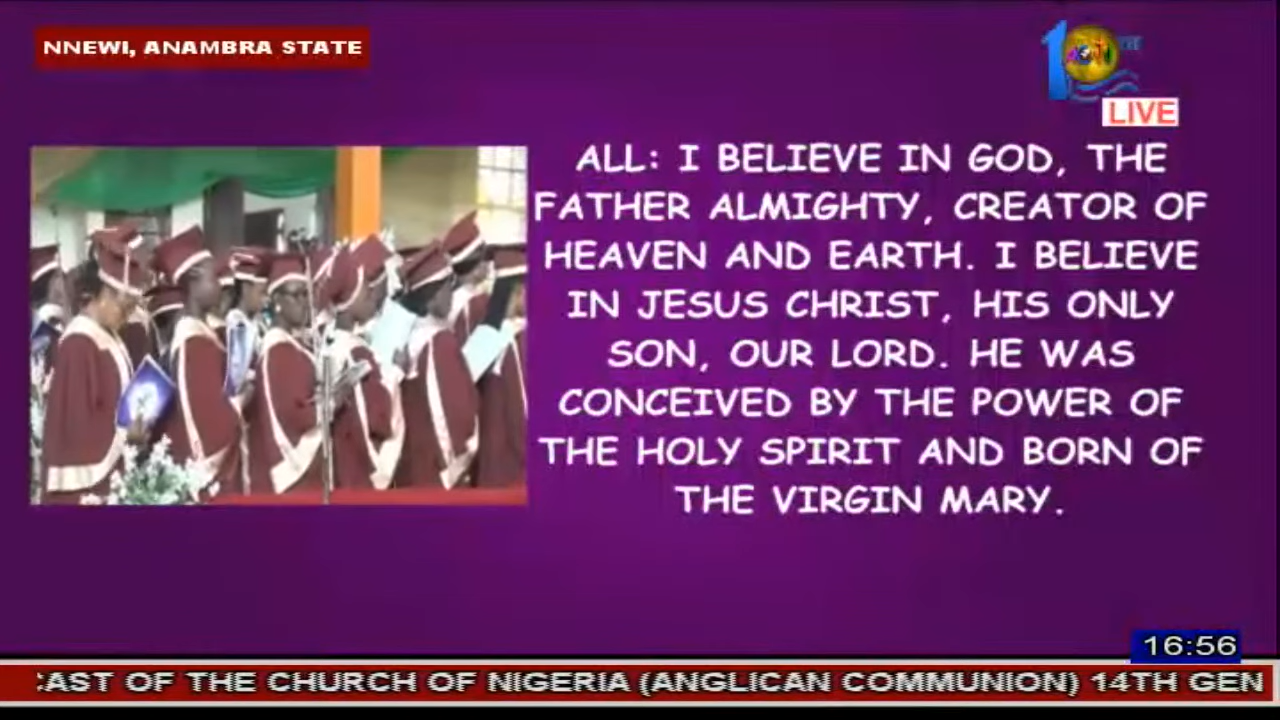 NNEWI, ANAMBRA STATE
LIVE
ALL: I BELIEVE IN GOD, THE
FATHER ALMIGHTY, CREATOR OF
HEAVEN AND EARTH. I BELIEVE
IN JESUS CHRIST, HIS ONLY
SON, OUR LORD. HE WAS
CONCEIVED BY THE POWER OF
THE HOLY SPIRIT AND BORN OF
THE VIRGIN MARY.
16:56
AST OF THE CHURCH OF NIGERIA (ANGLICAN COMMUNION) 14TH GEN